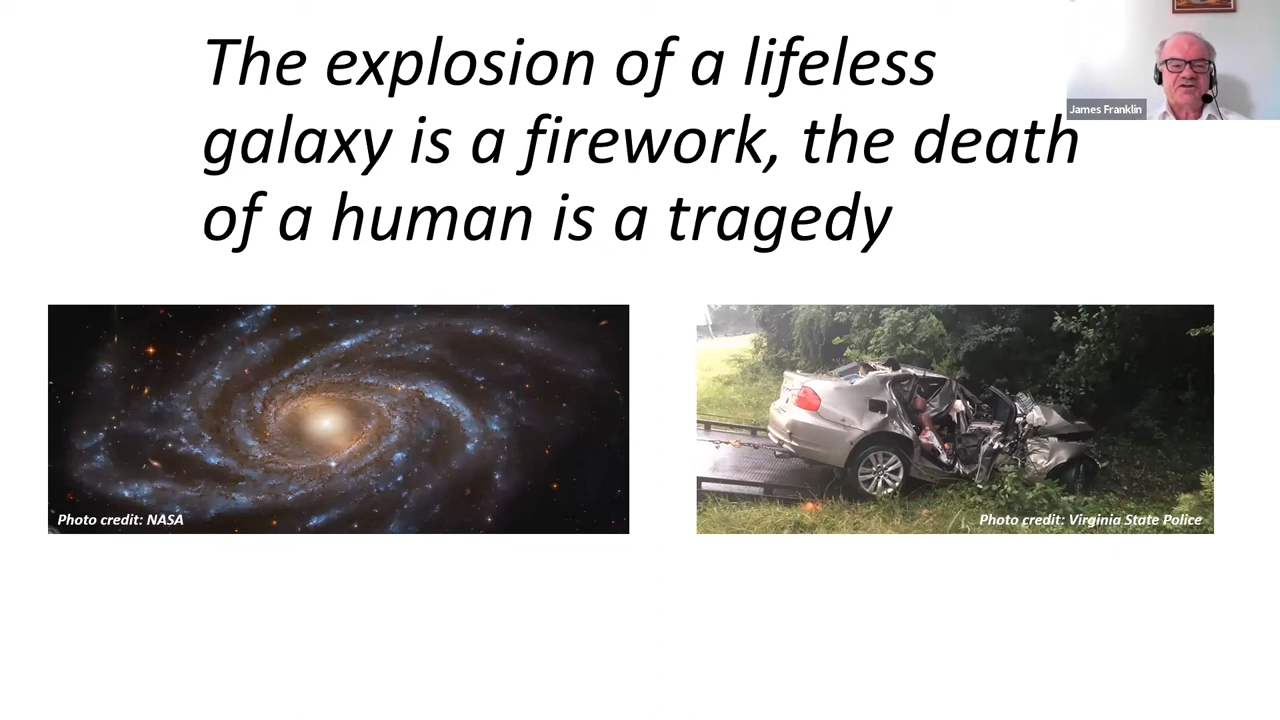 The explosion of a lifeless
galaxy is a firework, the death
of a human is a tragedy
James Franklin
Photo credit: NASA
Photo credit: Virginia State Police